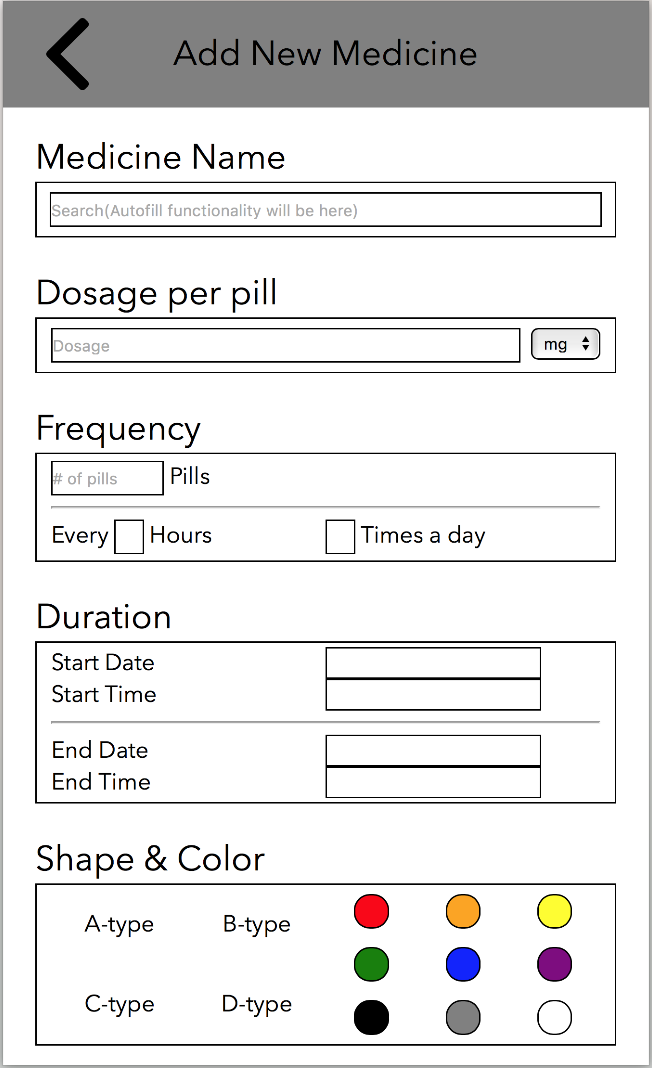 Add New Medicine
Medicine Name
Search(Autofill functionality will be here)
Dosage per pill
Dosage mg
Frequency
# of pills Pills
Every Hours Times a day
Duration
Start Date
Start Time
End Date
End Time
Shape & Color
A-type B-type
C-type D-type